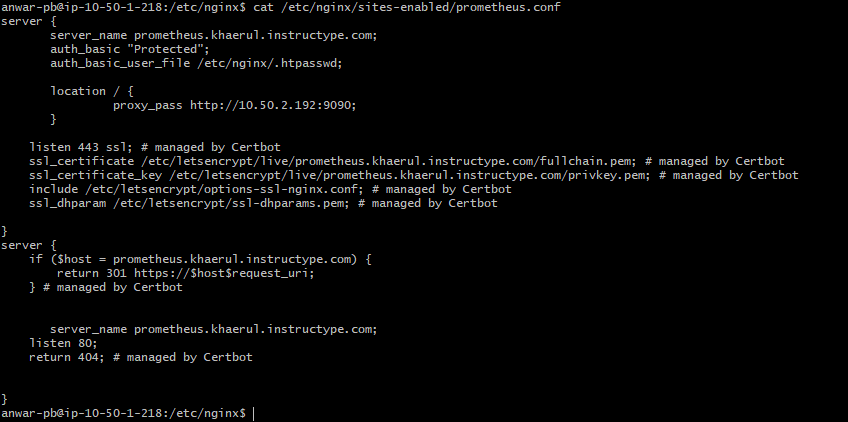 anwar-pb@ip-10-50-1-218:/etc/nginx$ cat /etc/nginx/sites-enabled/prometheus.conf
server {
       server_name prometheus.khaerul.instructype.com;
       auth_basic "Protected";
       auth_basic_user_file /etc/nginx/.htpasswd;

       location / {
                proxy_pass http://10.50.2.192:9090;
       }

    listen 443 ssl; # managed by Certbot
    ssl_certificate /etc/letsencrypt/live/prometheus.khaerul.instructype.com/fullchain.pem; # managed by Certbot
    ssl_certificate_key /etc/letsencrypt/live/prometheus.khaerul.instructype.com/privkey.pem; # managed by Certbot
    include /etc/letsencrypt/options-ssl-nginx.conf; # managed by Certbot
    ssl_dhparam /etc/letsencrypt/ssl-dhparams.pem; # managed by Certbot

}
server {
    if ($host = prometheus.khaerul.instructype.com) {
        return 301 https://$host$request_uri;
    } # managed by Certbot


       server_name prometheus.khaerul.instructype.com;
    listen 80;
    return 404; # managed by Certbot


}
anwar-pb@ip-10-50-1-218:/etc/nginx$